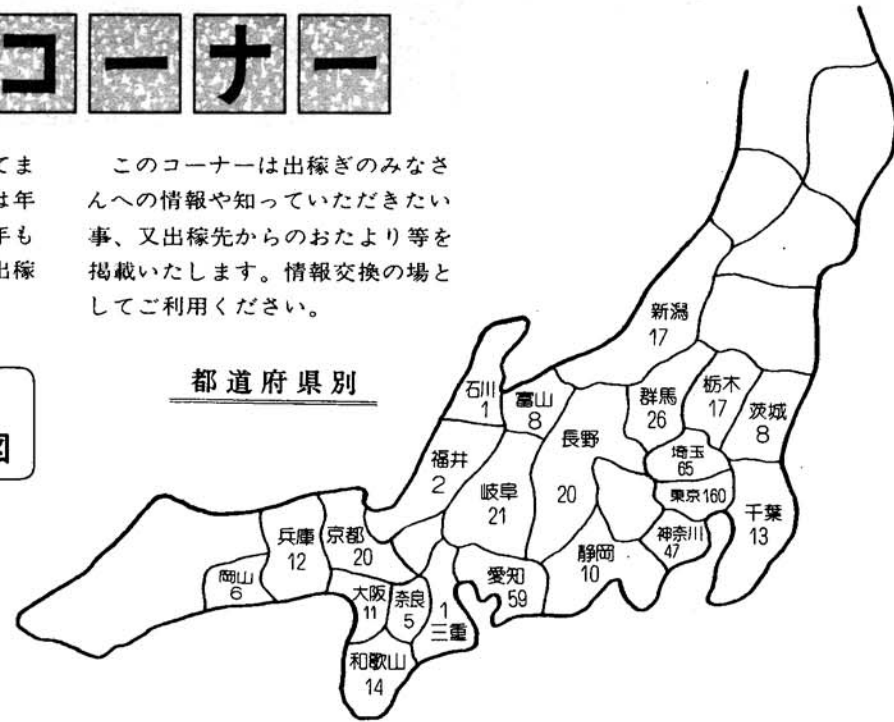 コーナー
てま
は年
年も
出稼
このコーナーは出稼ぎのみなさ
んへの情報や知っていただきたい
事、又出稼先からのおたより等を
掲載いたします。情報交換の場と
してご利用ください。
図
都道府県別
新潟
17
石川
1
富山
8
群馬
26
栃木
17
茨城
8
長野
20
埼玉
65
福井
2
岐阜
21
東京160
千葉
13
神奈川
47
静岡
10
愛知
59
兵庫
12
京都
20
岡山
6
大阪
11
奈良
5
1
三重
和歌山
14